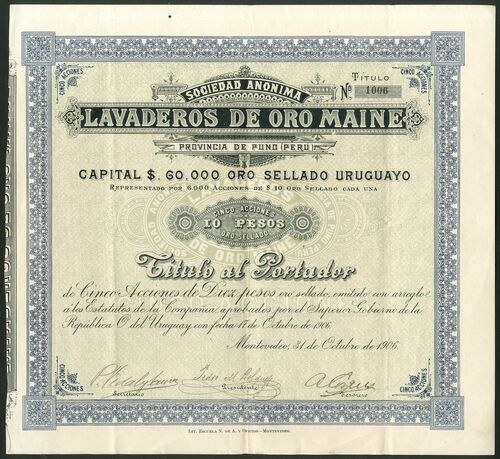 CINCO ACCIONES
CINCO ACCIONES
TITULO
Nº 1006
SOCIEDAD ANONIMA
LAVADEROS DE ORO MAINE
PROVINCIA DE PUNO (PERU)
CAPITAL $. 60.000 ORO SELLADO URUGUAYO
REPRESENTADO POR 6.000 ACCIONES DE $ 10 ORO SELLADO CADA UNA
CINCO ACCIONES
10 PESOS
ORO SELLADO
Titulo al Portador
de Cinco Acciones de Diez pesos oro sellado, emitido con arreglo
a los Estatutos de la Compañia aprobados por el Superior Gobierno de la
Republica O. del Uruguay con fecha 17 de Octubre de 1906.
Montevideo, 31 de Octubre de 1906
Secretario
Presidente
Tesorero
CINCO ACCIONES
CINCO ACCIONES
LIT. ESCUELA N. DE A. Y OFICIOS—MONTEVIDEO.